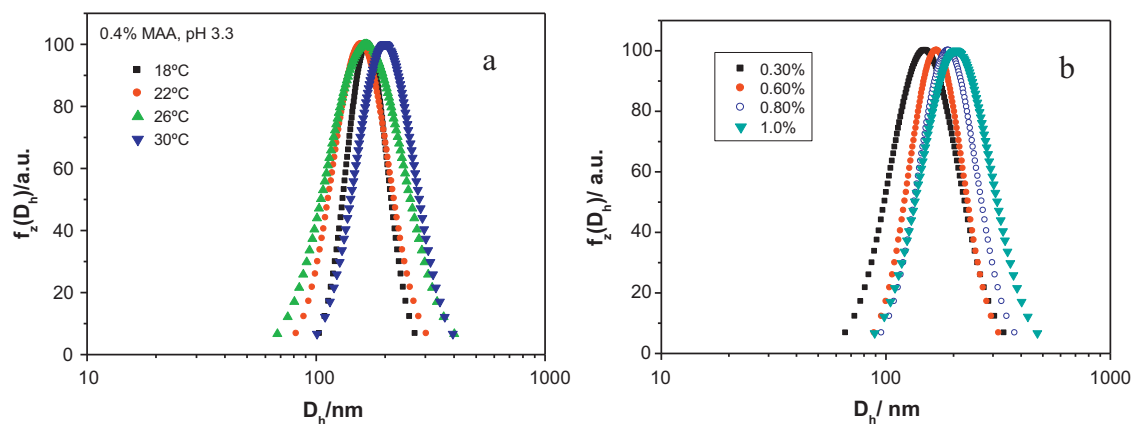 0.4% MAA, pH 3.3
18ºC
22ºC
26ºC
30ºC
a
f_z(D_h)/a.u.
100
80
60
40
20
0
10
100
1000
D_h/nm
b
0.30%
0.60%
0.80%
1.0%
f_z(D_h)/ a.u.
100
80
60
40
20
0
10
100
1000
D_h/ nm